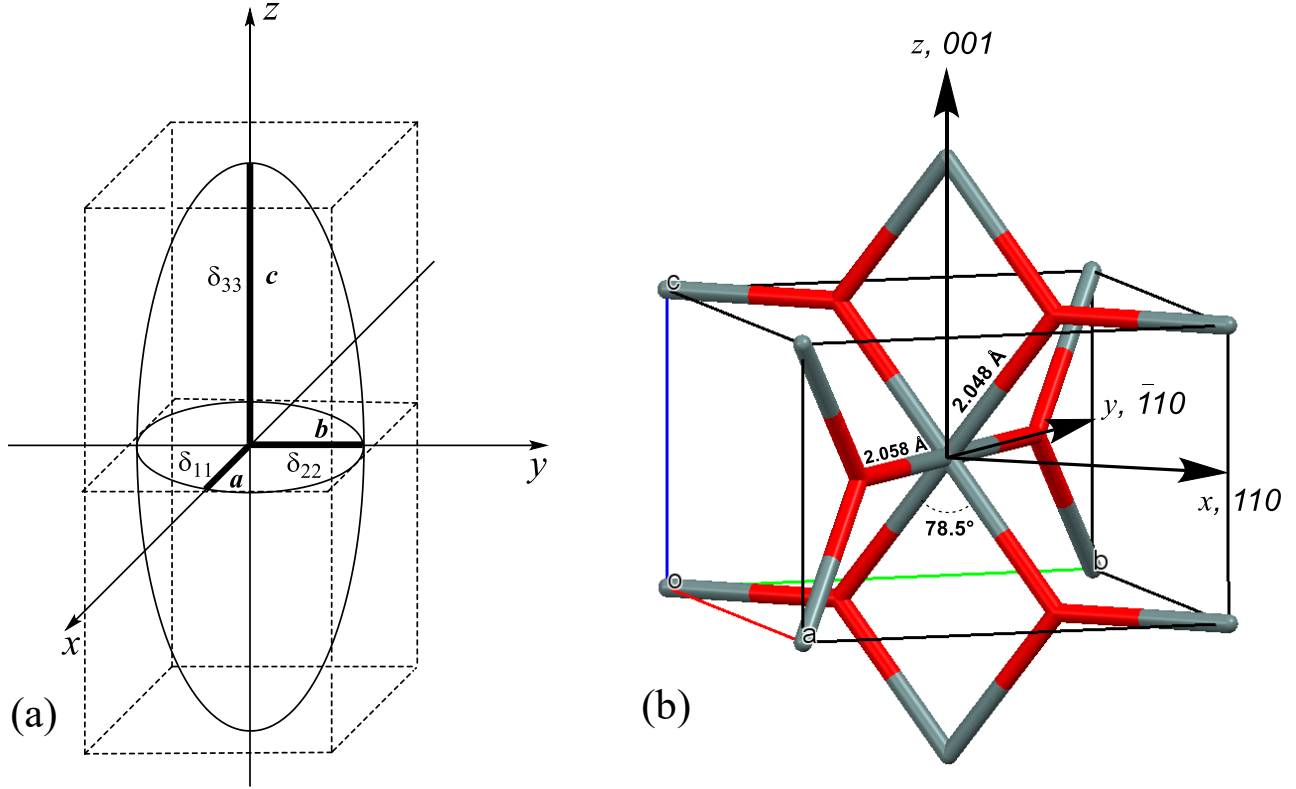 z
δ33
c
b
δ11
δ22
a
y
x
(a)
z, 001
c
2.048 Å
y, 1̅10
2.058 Å
x, 110
78.5°
b
o
a
(b)